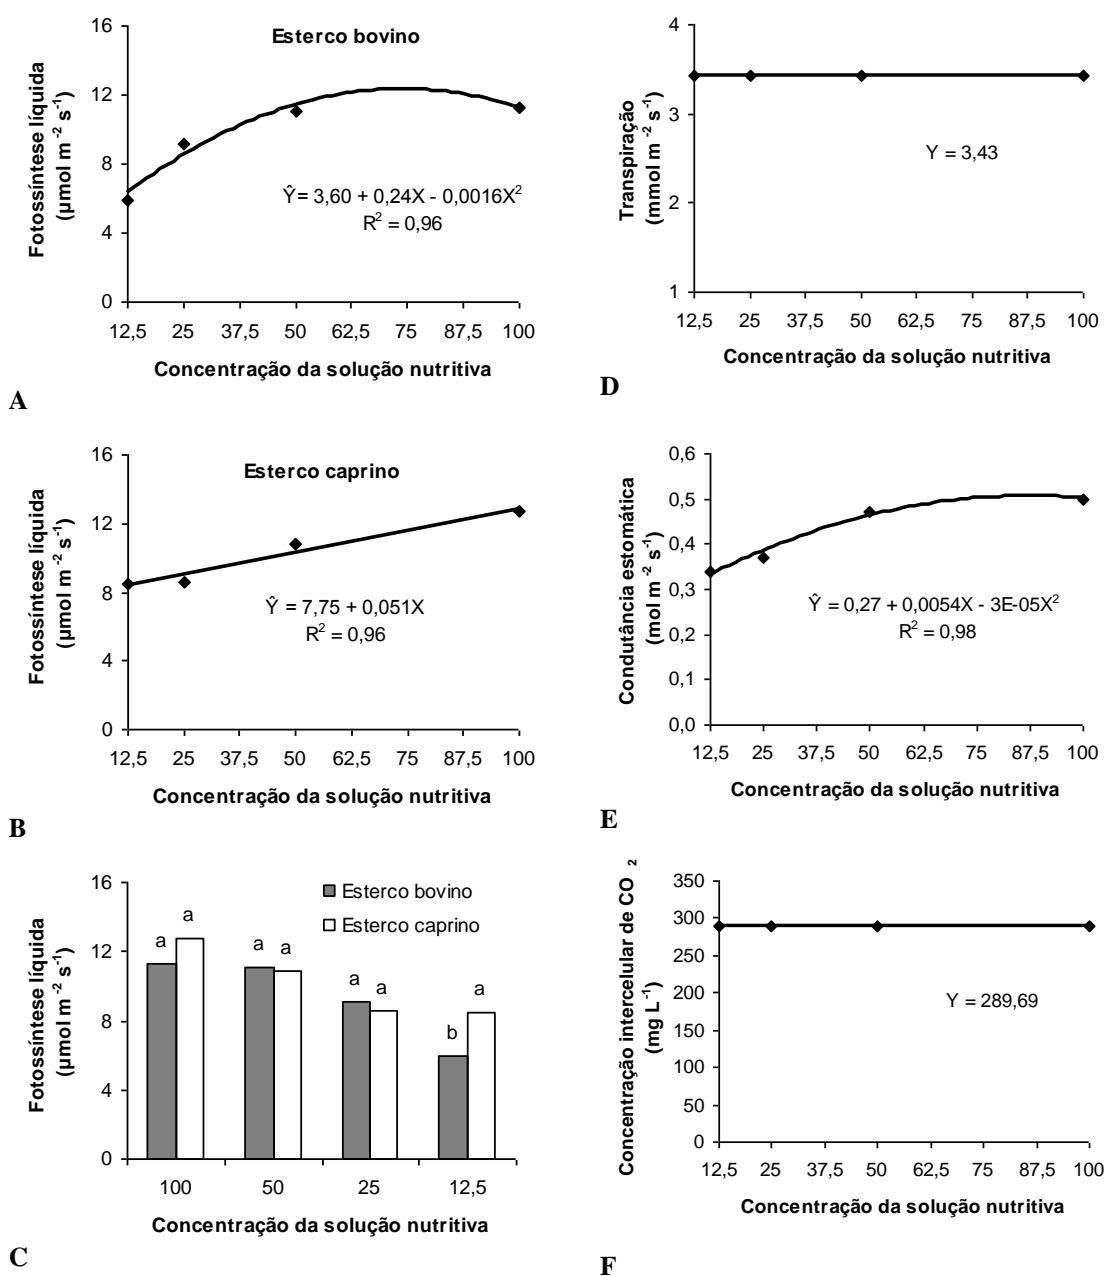 Esterco bovino
Fotossíntese líquida
(µmol m⁻² s⁻¹)
16
12
8
4
0
Ŷ= 3,60 + 0,24X - 0,0016X²
R² = 0,96
12,5 25 37,5 50 62,5 75 87,5 100
Concentração da solução nutritiva
A
Transpiração
(mmol m⁻² s⁻¹)
4
3
2
1
Y = 3,43
12,5 25 37,5 50 62,5 75 87,5 100
Concentração da solução nutritiva
D
Esterco caprino
Fotossíntese líquida
(µmol m⁻² s⁻¹)
16
12
8
4
0
Ŷ = 7,75 + 0,051X
R² = 0,96
12,5 25 37,5 50 62,5 75 87,5 100
Concentração da solução nutritiva
B
Condutância estomática
(mol m⁻² s⁻¹)
0,6
0,5
0,4
0,3
0,2
0,1
0,0
Ŷ = 0,27 + 0,0054X - 3E-05X²
R² = 0,98
12,5 25 37,5 50 62,5 75 87,5 100
Concentração da solução nutritiva
E
Fotossíntese líquida
(µmol m⁻² s⁻¹)
16
12
8
4
0
Esterco bovino
Esterco caprino
a a a a a a b a
100 50 25 12,5
Concentração da solução nutritiva
C
Concentração intercelular de CO₂
(mg L⁻¹)
350
300
250
200
150
100
50
0
Y = 289,69
12,5 25 37,5 50 62,5 75 87,5 100
Concentração da solução nutritiva
F